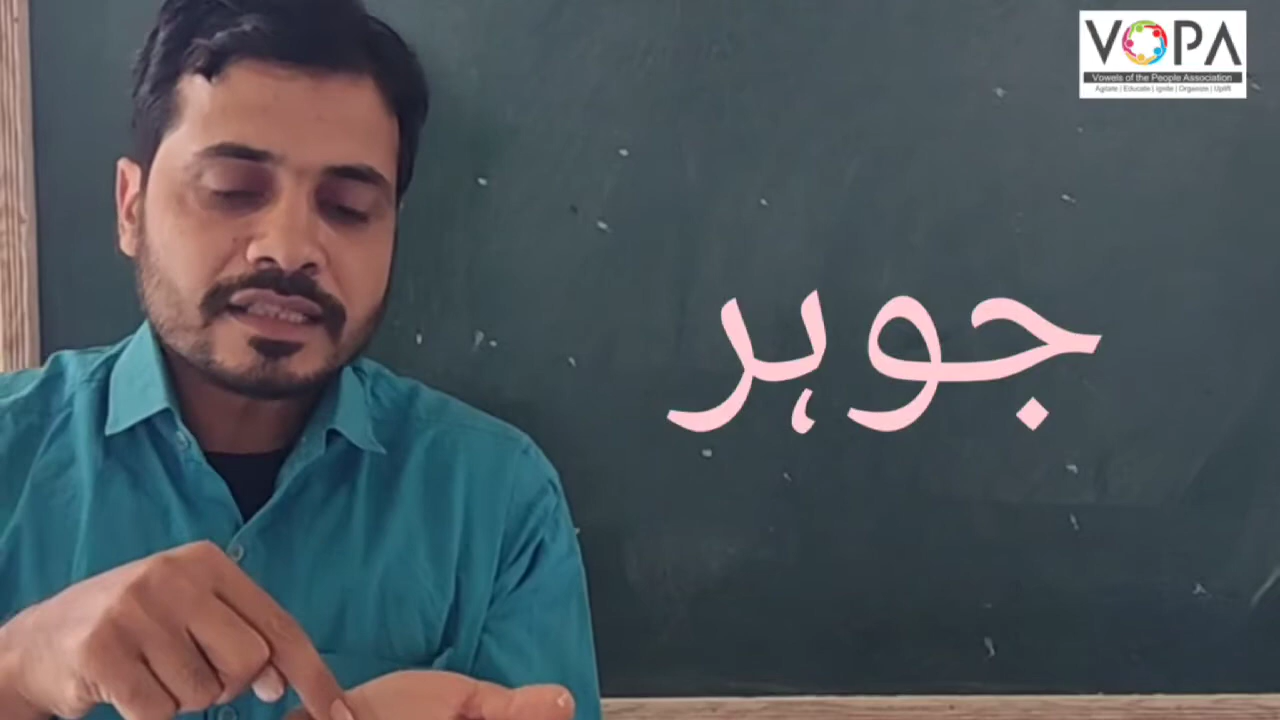 VOPA
Vowels of the People Association
Agitate | Educate | Ignite | Organize | Uplift
جوہر